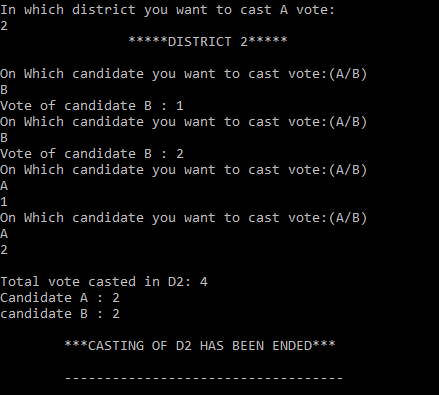 In which district you want to cast A vote:
2
*****DISTRICT 2*****
On Which candidate you want to cast vote:(A/B)
B
Vote of candidate B : 1
On Which candidate you want to cast vote:(A/B)
B
Vote of candidate B : 2
On Which candidate you want to cast vote:(A/B)
A
1
On Which candidate you want to cast vote:(A/B)
A
2
Total vote casted in D2: 4
Candidate A : 2
candidate B : 2
***CASTING OF D2 HAS BEEN ENDED***
-----------------------------------